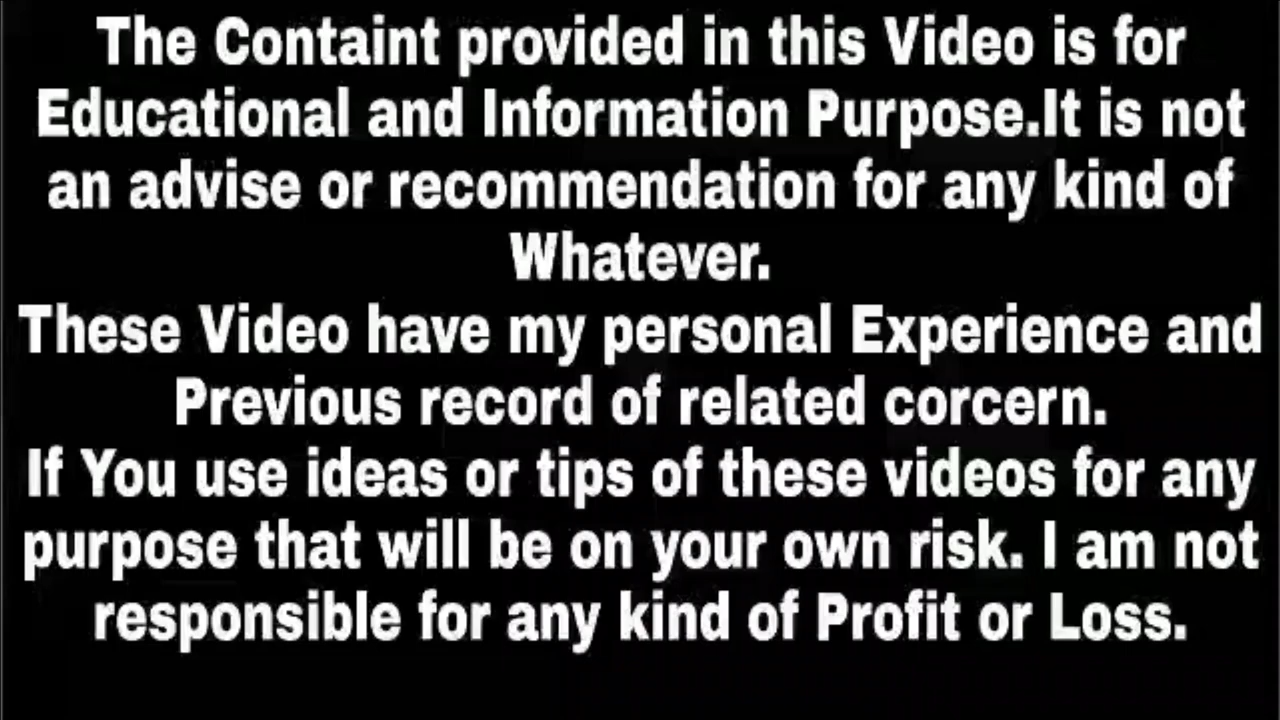 The Containt provided in this Video is for
Educational and Information Purpose.It is not
an advise or recommendation for any kind of
Whatever.
These Video have my personal Experience and
Previous record of related corcern.
If You use ideas or tips of these videos for any
purpose that will be on your own risk. I am not
responsible for any kind of Profit or Loss.